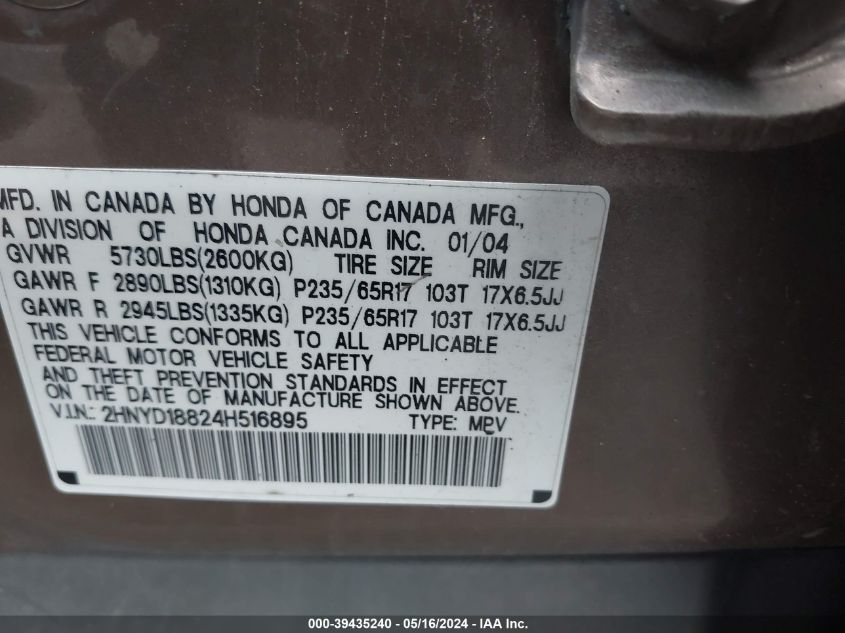 MFD. IN CANADA BY HONDA OF CANADA MFG.,
A DIVISION OF HONDA CANADA INC. 01/04
GVWR 5730LBS(2600KG) TIRE SIZE RIM SIZE
GAWR F 2890LBS(1310KG) P235/65R17 103T 17X6.5JJ
GAWR R 2945LBS(1335KG) P235/65R17 103T 17X6.5JJ
THIS VEHICLE CONFORMS TO ALL APPLICABLE
FEDERAL MOTOR VEHICLE SAFETY
AND THEFT PREVENTION STANDARDS IN EFFECT
ON THE DATE OF MANUFACTURE SHOWN ABOVE.
V.I.N.: 2HNYD18824H516895 TYPE: MPV
000-39435240 - 05/16/2024 - IAA Inc.